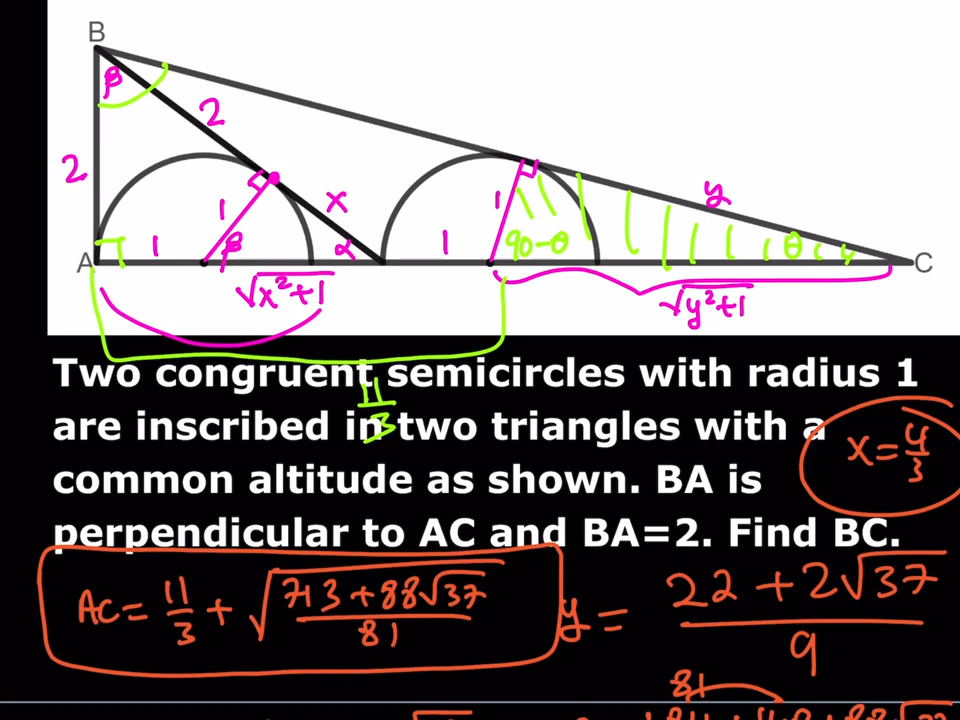 B
β
2
2
x
y
1
1
β
α
1
1
90-θ
θ
A
C
√x²+1
√y²+1
Two congruent semicircles with radius 1
11/3
are inscribed in two triangles with a
x=4/3
common altitude as shown. BA is
perpendicular to AC and BA=2. Find BC.
AC= 11/3 + √(713+88√37/81)
y= 22+2√37/9
81